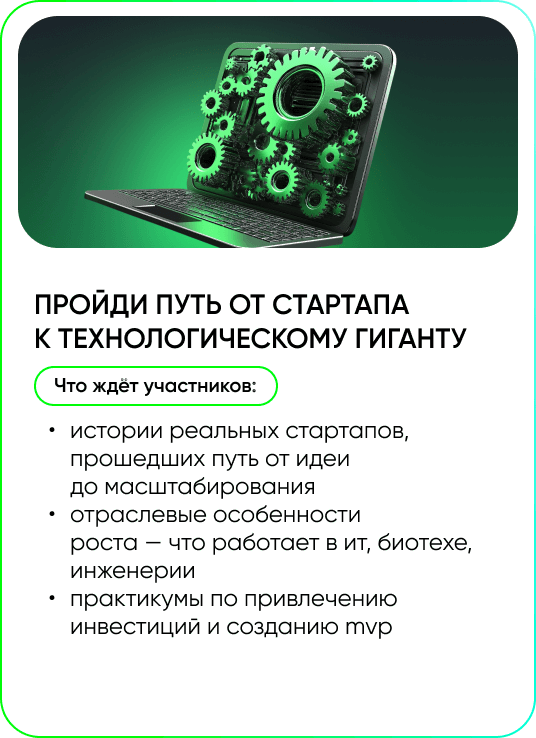 ПРОЙДИ ПУТЬ ОТ СТАРТАПА
К ТЕХНОЛОГИЧЕСКОМУ ГИГАНТУ
Что ждёт участников:
• истории реальных стартапов,
прошедших путь от идеи
до масштабирования
• отраслевые особенности
роста — что работает в ит, биотехе,
инженерии
• практикумы по привлечению
инвестиций и созданию mvp